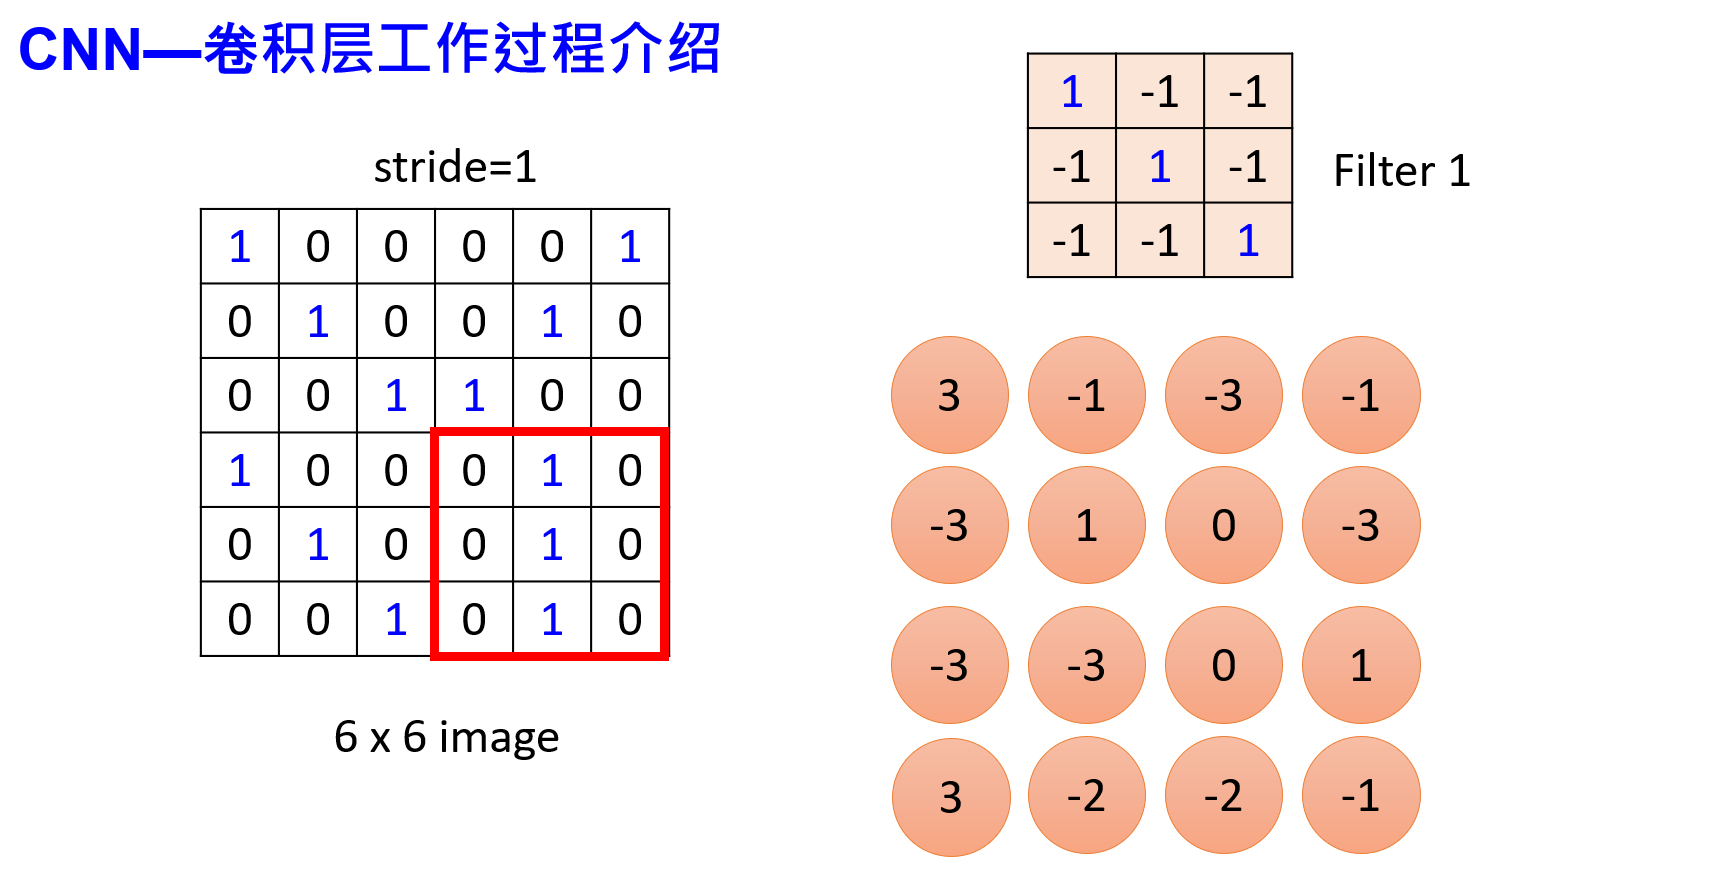 CNN—卷积层工作过程介绍
stride=1
1 0 0 0 0 1
0 1 0 0 1 0
0 0 1 1 0 0
1 0 0 0 1 0
0 1 0 0 1 0
0 0 1 0 1 0
6 x 6 image
1 -1 -1
-1 1 -1
-1 -1 1
Filter 1
3 -1 -3 -1
-3 1 0 -3
-3 -3 0 1
3 -2 -2 -1